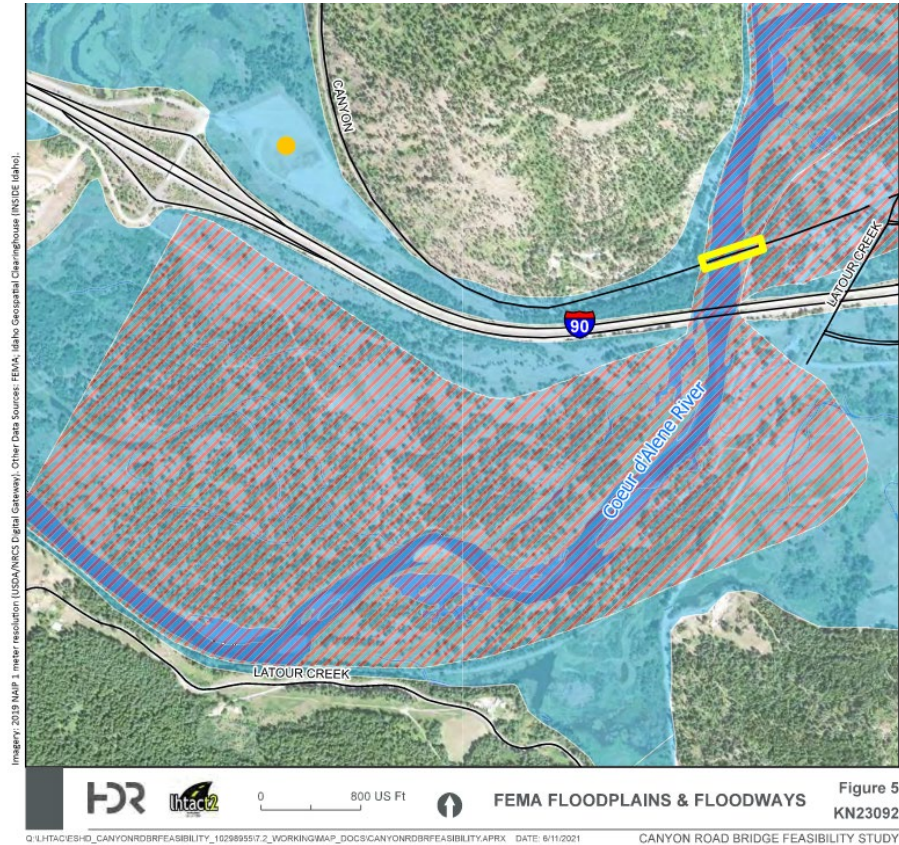 CANYON
LATOUR CREEK
90
Coeur d'Alene River
LATOUR CREEK
Imagery: 2019 NAIP 1 meter resolution (USDA/NRCS Digital Gateway). Other Data Sources: FEMA, Idaho Geospatial Clearinghouse (INSIDE Idaho).
HDR
lhtac
0 800 US Ft
FEMA FLOODPLAINS & FLOODWAYS
Figure 5
KN23092
Q:\LHTAC\ESHD_CANYONRDBRFEASIBILITY_10298955\7.2_WORKING\MAP_DOCS\CANYONRDBRFEASIBILITY.APRX DATE: 6/11/2021
CANYON ROAD BRIDGE FEASIBILITY STUDY